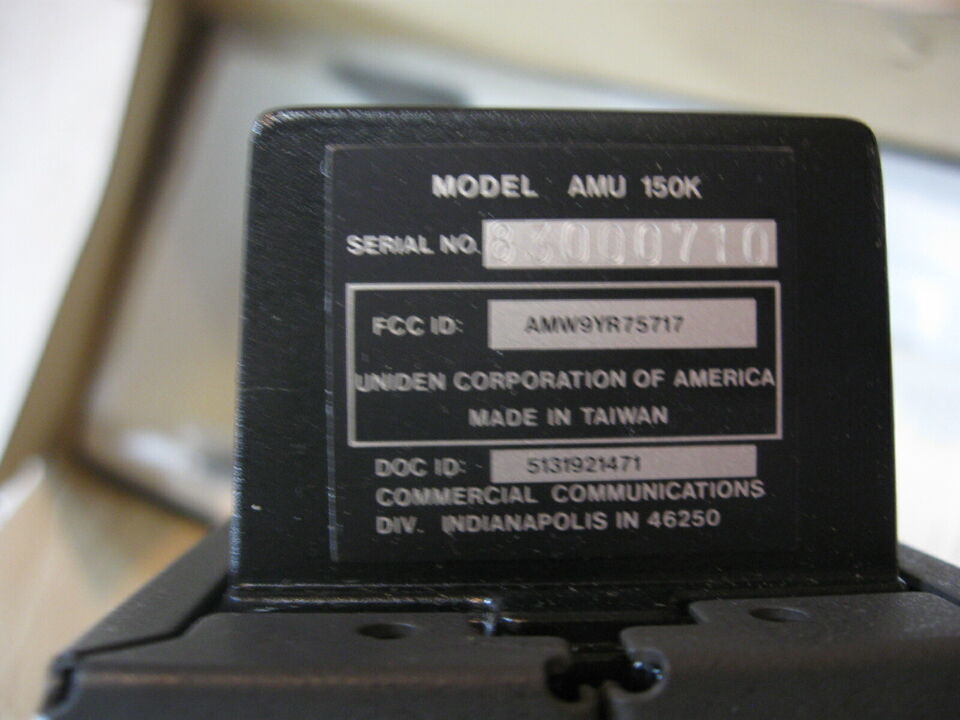 MODEL AMU 150K
SERIAL NO. 83000710
FCC ID: AMW9YR75717
UNIDEN CORPORATION OF AMERICA
MADE IN TAIWAN
DOC ID: 5131921471
COMMERCIAL COMMUNICATIONS
DIV. INDIANAPOLIS IN 46250